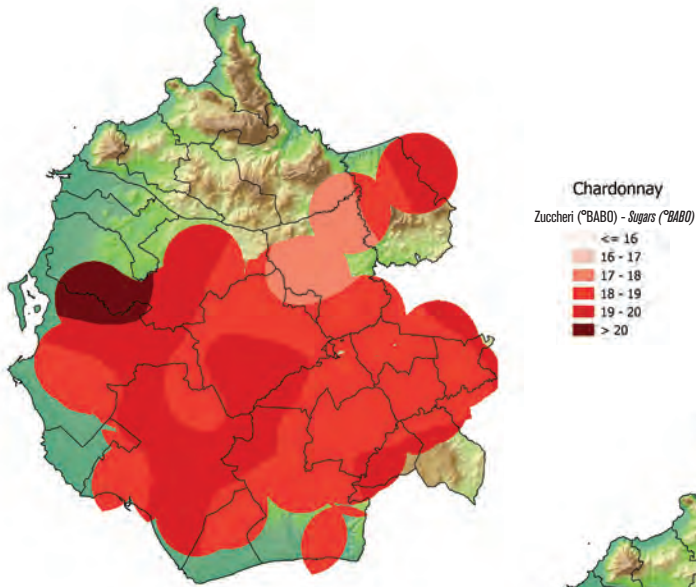 Chardonnay
Zuccheri (°BABO) - Sugars (°BABO)
<= 16
16 - 17
17 - 18
18 - 19
19 - 20
> 20